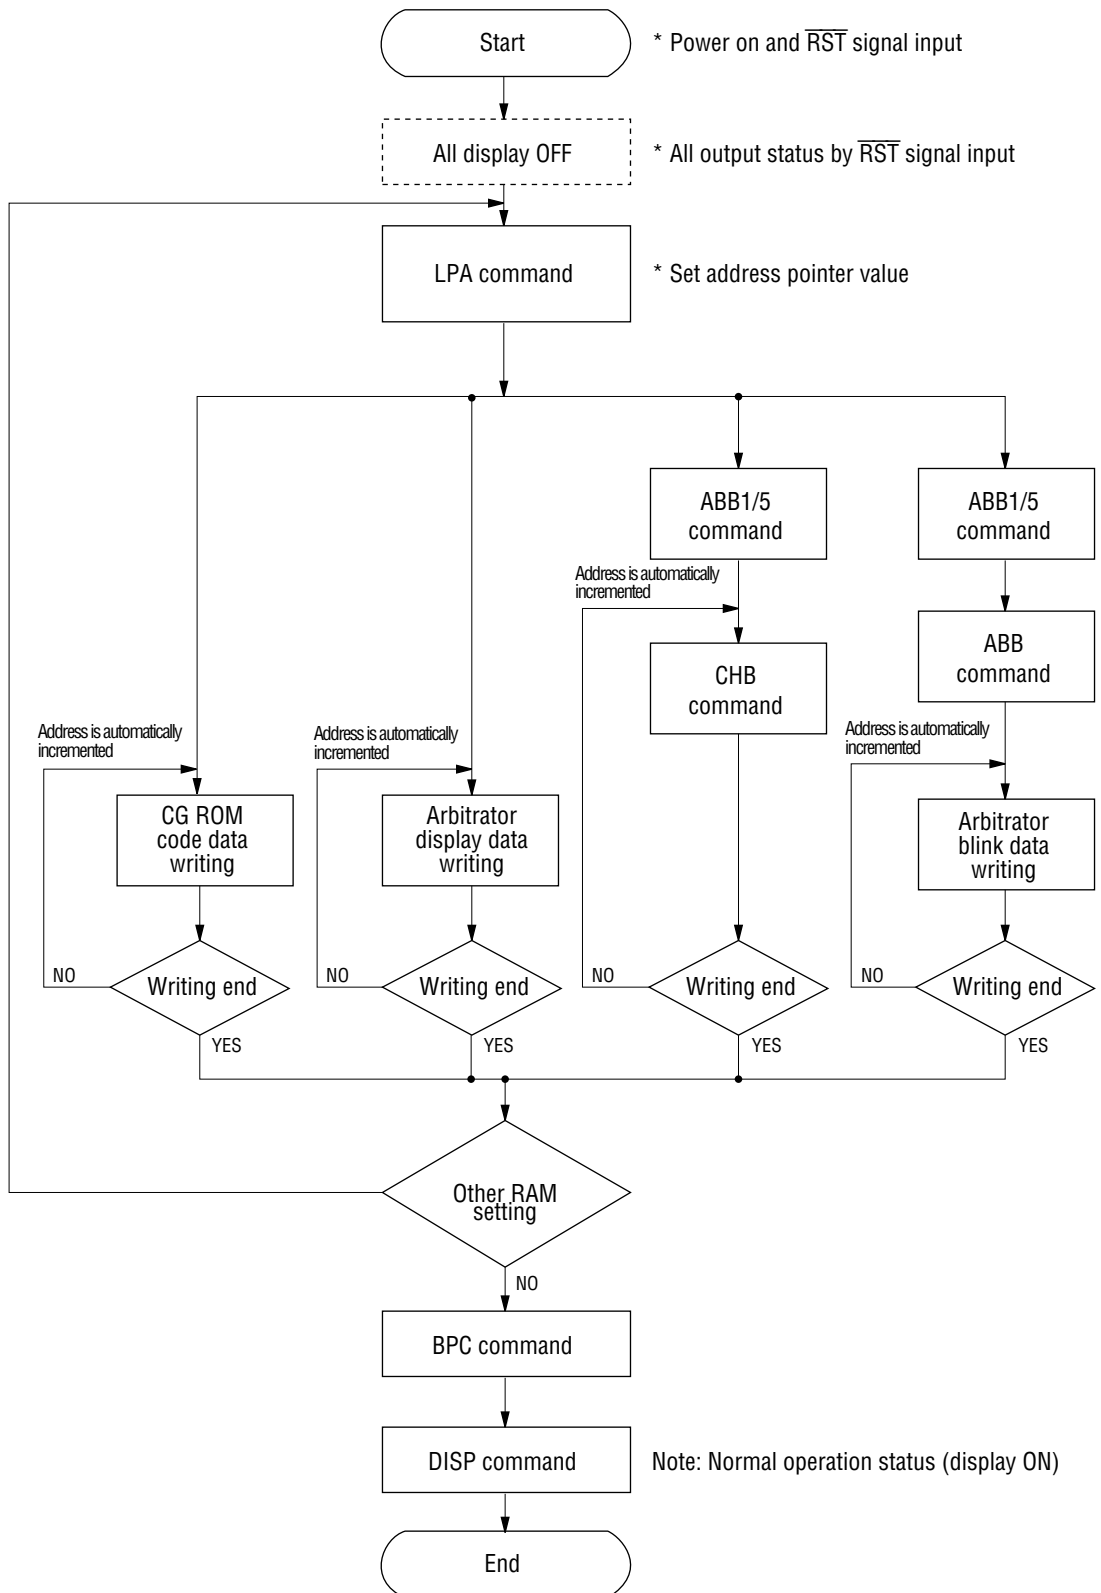 Start
* Power on and R̅S̅T̅ signal input
All display OFF
* All output status by R̅S̅T̅ signal input
LPA command
* Set address pointer value
ABB1/5
command
ABB1/5
command
Address is automatically
incremented
CHB
command
ABB
command
Address is automatically
incremented
Address is automatically
incremented
Address is automatically
incremented
CG ROM
code data
writing
Arbitrator
display data
writing
Arbitrator
blink data
writing
NO
Writing end
YES
NO
Writing end
YES
NO
Writing end
YES
NO
Writing end
YES
Other RAM
setting
NO
BPC command
DISP command
Note: Normal operation status (display ON)
End